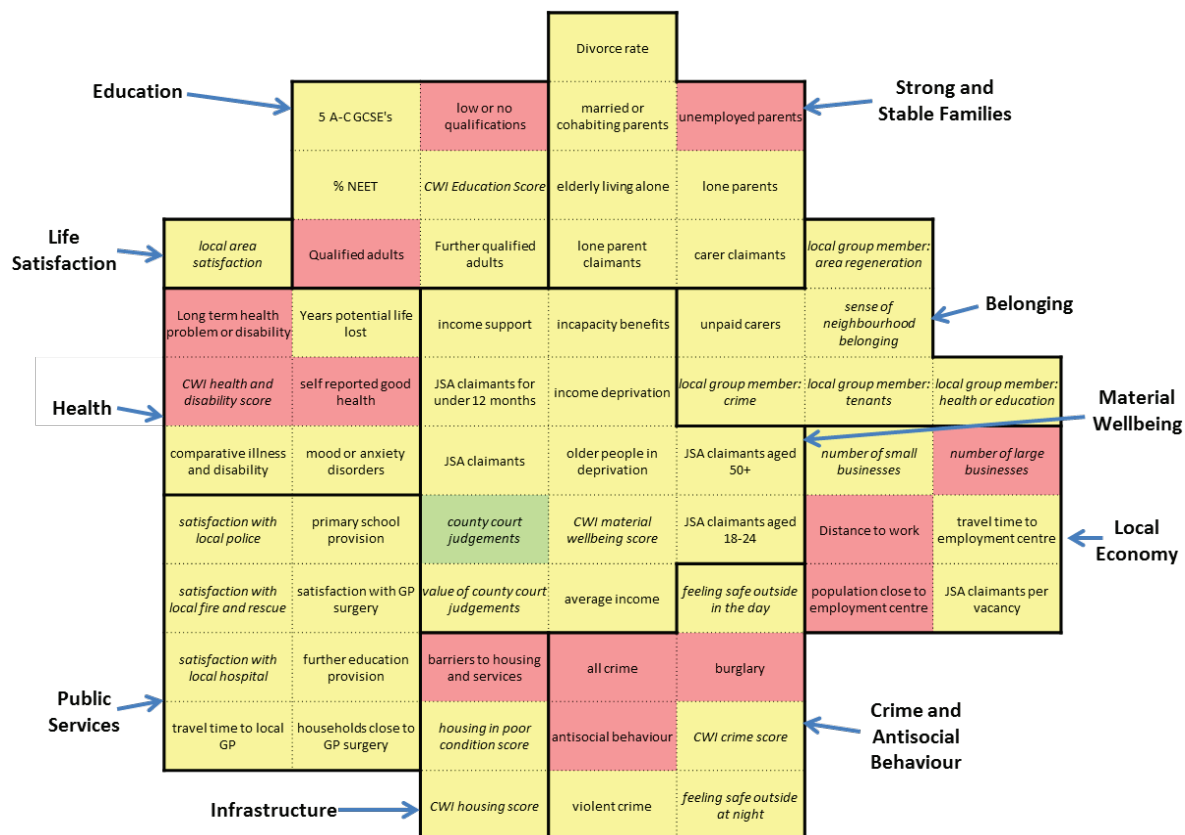 Divorce rate
Education
Strong and
Stable Families
5 A-C GCSE's
low or no
qualifications
married or
cohabiting parents
unemployed parents
% NEET
CWI Education Score
elderly living alone
lone parents
Life
Satisfaction
local area
satisfaction
Qualified adults
Further qualified
adults
lone parent
claimants
carer claimants
local group member:
area regeneration
Long term health
problem or disability
Years potential life
lost
income support
incapacity benefits
unpaid carers
sense of
neighbourhood
belonging
Belonging
Health
CWI health and
disability score
self reported good
health
JSA claimants for
under 12 months
income deprivation
local group member:
crime
local group member:
tenants
local group member:
health or education
Material
Wellbeing
comparative illness
and disability
mood or anxiety
disorders
JSA claimants
older people in
deprivation
JSA claimants aged
50+
number of small
businesses
number of large
businesses
satisfaction with
local police
primary school
provision
county court
judgements
CWI material
wellbeing score
JSA claimants aged
18-24
Distance to work
travel time to
employment centre
Local
Economy
satisfaction with
local fire and rescue
satisfaction with GP
surgery
value of county court
judgements
average income
feeling safe outside
in the day
population close to
employment centre
JSA claimants per
vacancy
satisfaction with
local hospital
further education
provision
barriers to housing
and services
all crime
burglary
Public
Services
travel time to local
GP
households close to
GP surgery
housing in poor
condition score
antisocial behaviour
CWI crime score
Crime and
Antisocial
Behaviour
Infrastructure
CWI housing score
violent crime
feeling safe outside
at night